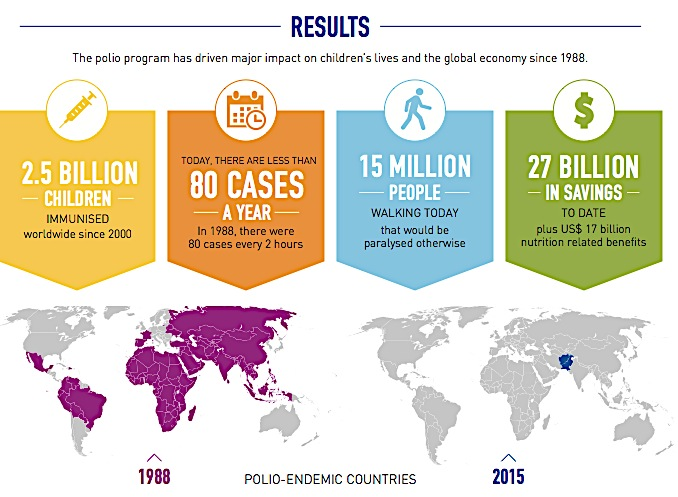 RESULTS
The polio program has driven major impact on children's lives and the global economy since 1988.
2.5 BILLION
CHILDREN
IMMUNISED
worldwide since 2000
TODAY, THERE ARE LESS THAN
80 CASES
A YEAR
In 1988, there were
80 cases every 2 hours
15 MILLION
PEOPLE
WALKING TODAY
that would be
paralysed otherwise
$
27 BILLION
IN SAVINGS
TO DATE
plus US$ 17 billion
nutrition related benefits
1988
POLIO-ENDEMIC COUNTRIES
2015